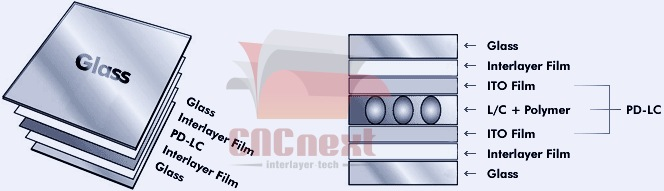 Glass
Glass
Interlayer Film
PD-LC
Interlayer Film
Glass
CNCnext
interlayer-tech
Glass
Interlayer Film
ITO Film
L/C + Polymer
PD-LC
ITO Film
Interlayer Film
Glass